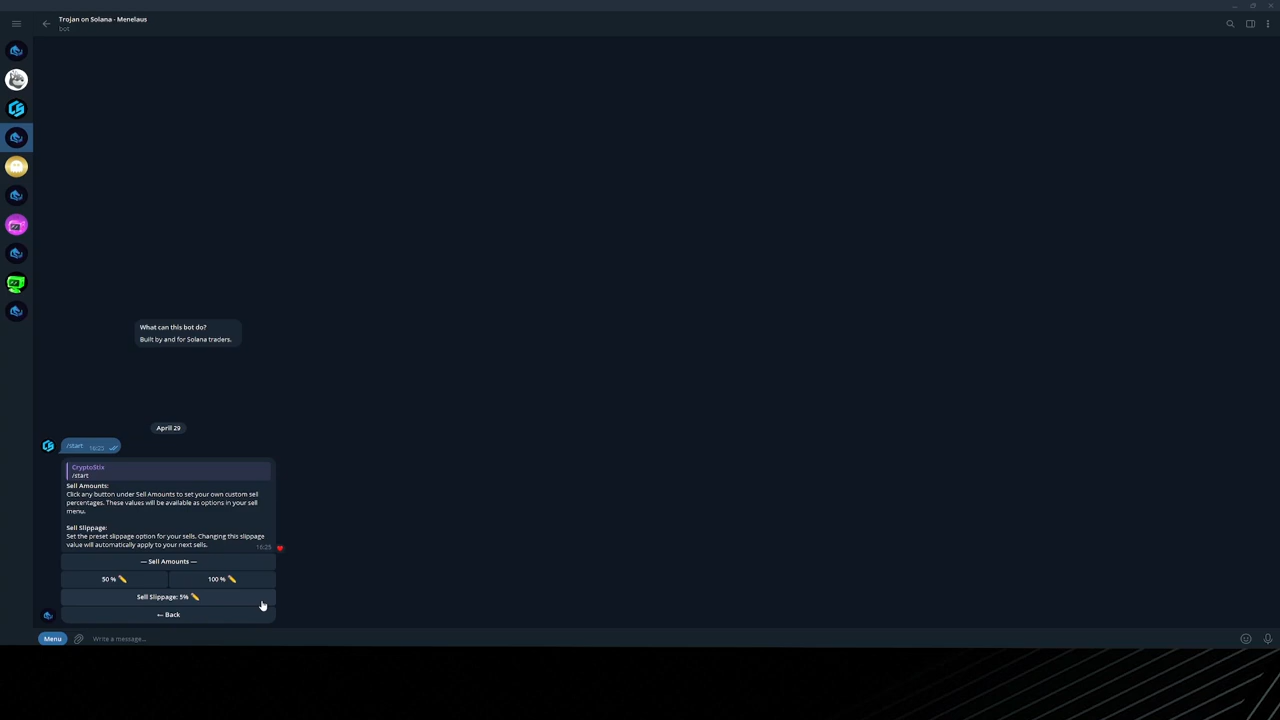 Trojan on Solana - Menelaus
bot
What can this bot do?
Built by and for Solana traders.
April 29
/start 16:25
CryptoStix
/start
Sell Amounts:
Click any button under Sell Amounts to set your own custom sell
percentages. These values will be available as options in your sell
menu.
Sell Slippage:
Set the preset slippage option for your sells. Changing this slippage
value will automatically apply to your next sells.
16:25
— Sell Amounts —
50 % ✏️ 100 % ✏️
Sell Slippage: 5% ✏️
← Back
Menu Write a message...